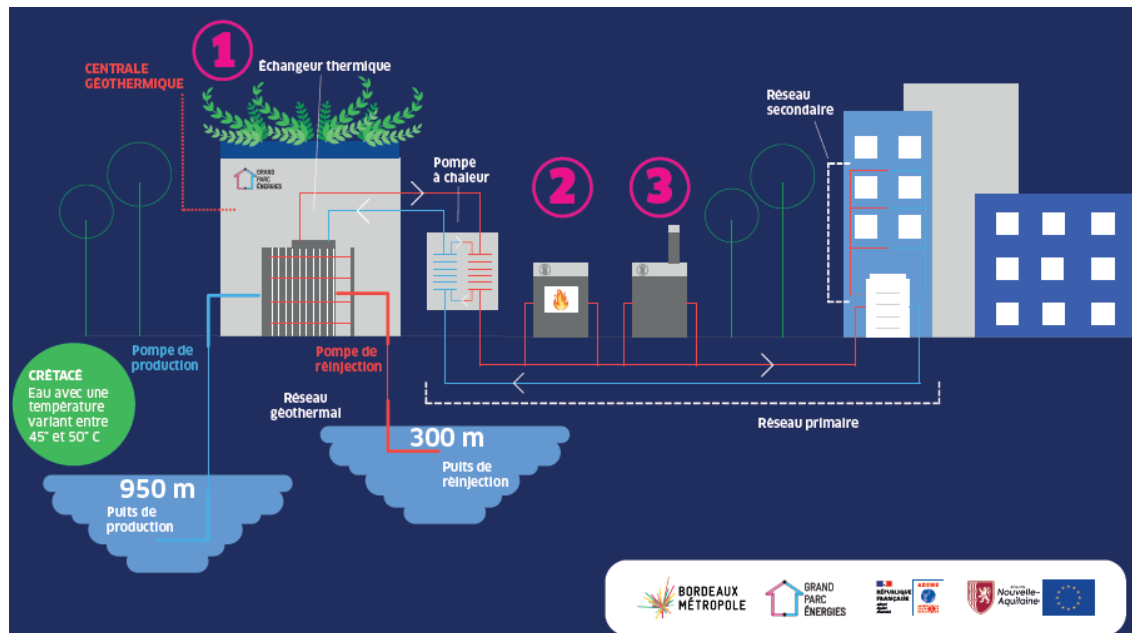 1
CENTRALE
GÉOTHERMIQUE
Échangeur thermique
GRAND
PARC
ÉNERGIES
Pompe
à chaleur
2
3
Réseau
secondaire
Pompe de
production
Pompe de
réinjection
CRÉTACÉ
Eau avec une
température
variant entre
45° et 50° C
Réseau
géothermal
Réseau primaire
300 m
Puits de
réinjection
950 m
Puits de
production
BORDEAUX
MÉTROPOLE
GRAND
PARC
ÉNERGIES
RÉPUBLIQUE
FRANÇAISE
ADEME
Nouvelle-
Aquitaine